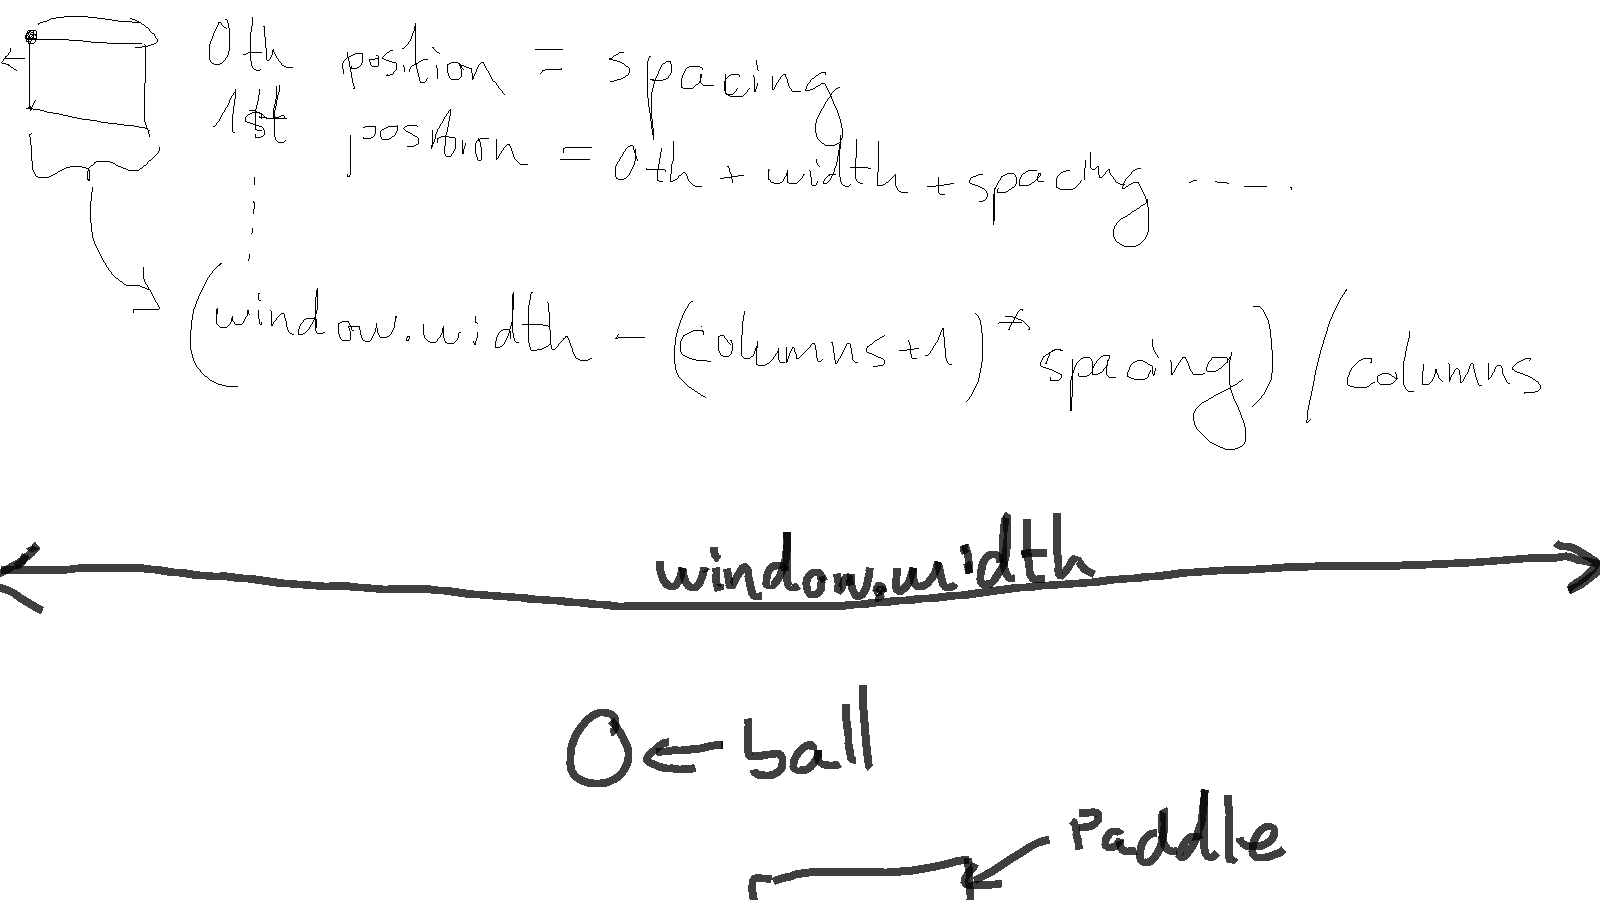 0th position = spacing
1st position = 0th + width + spacing -----.
(window.width - (columns+1)* spacing) / columns
window.width
ball
Paddle